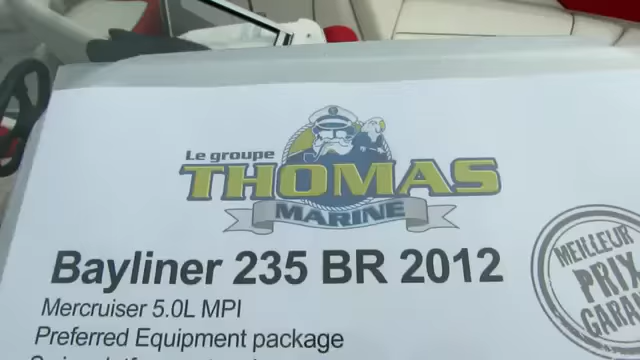 Le groupe
THOMAS
MARINE
Bayliner 235 BR 2012
Mercruiser 5.0L MPI
Preferred Equipment package
MEILLEUR
PRIX